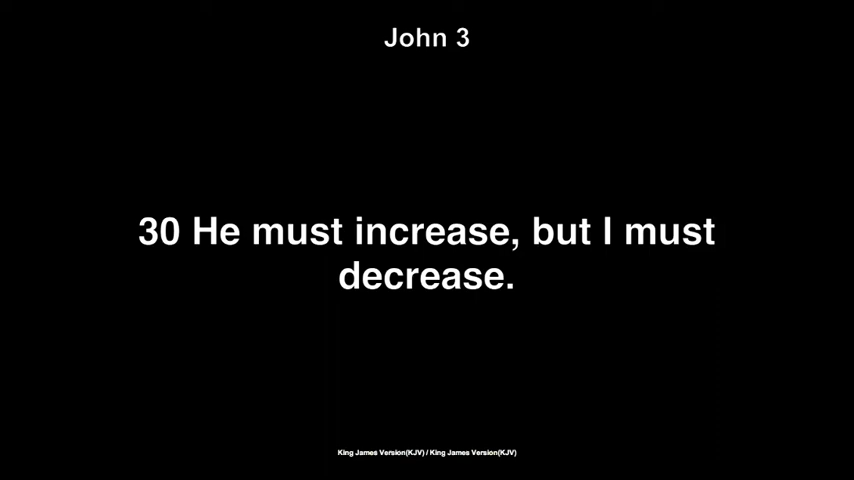 John 3
30 He must increase, but I must
decrease.
King James Version(KJV) / King James Version(KJV)